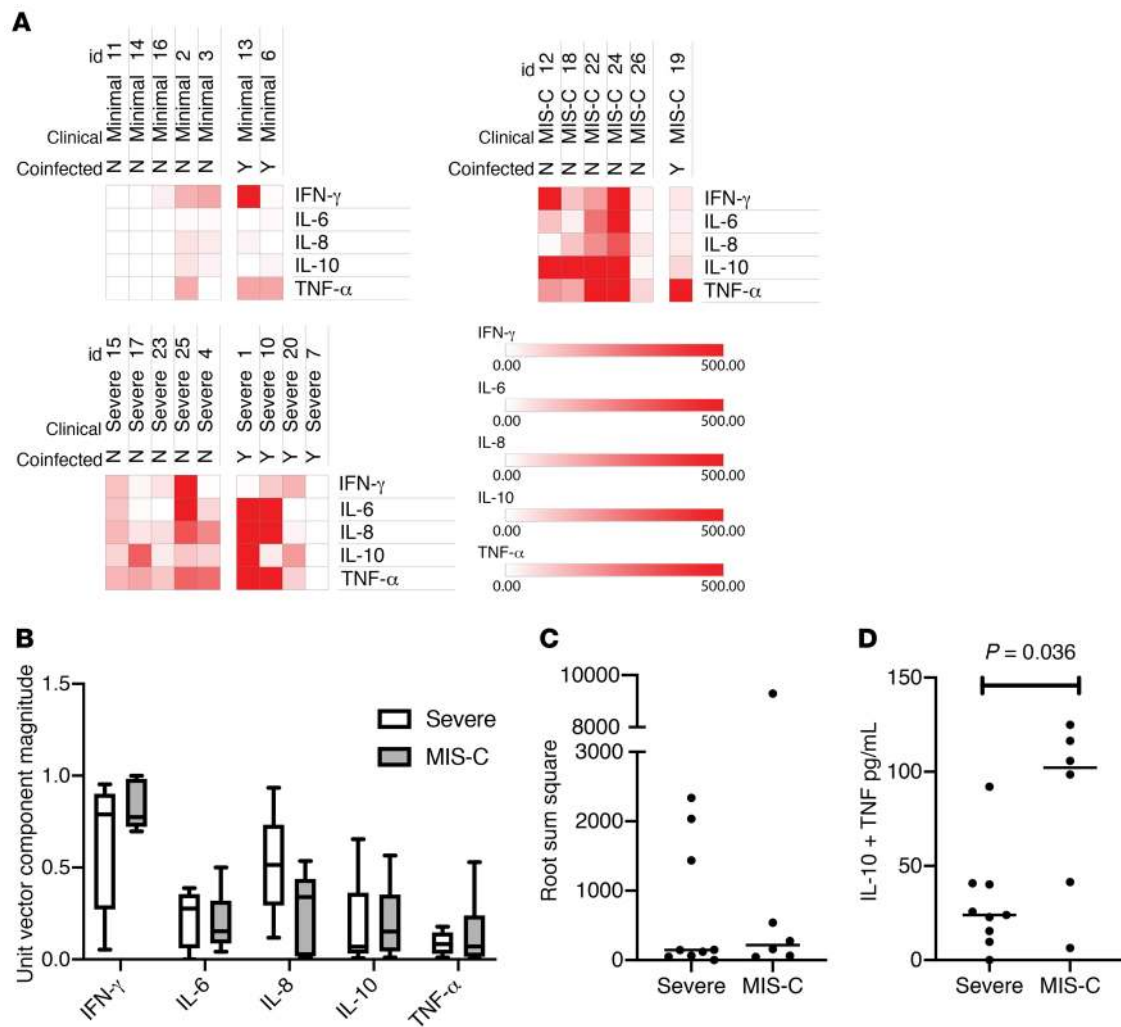 A
id 11 14 16 2 3 13 6
Clinical Minimal Minimal Minimal Minimal Minimal Minimal Minimal
Coinfected N N N N N Y Y
IFN-γ
IL-6
IL-8
IL-10
TNF-α
id 12 18 22 24 26 19
Clinical MIS-C MIS-C MIS-C MIS-C MIS-C MIS-C
Coinfected N N N N N Y
IFN-γ
IL-6
IL-8
IL-10
TNF-α
id 15 17 23 25 4 1 10 20 7
Clinical Severe Severe Severe Severe Severe Severe Severe Severe Severe
Coinfected N N N N N Y Y Y Y
IFN-γ
IL-6
IL-8
IL-10
TNF-α
IFN-γ
0.00 500.00
IL-6
0.00 500.00
IL-8
0.00 500.00
IL-10
0.00 500.00
TNF-α
0.00 500.00
B
Unit vector component magnitude
1.5
1.0
0.5
0.0
Severe
MIS-C
IFN-γ IL-6 IL-8 IL-10 TNF-α
C
Root sum square
10000
8000
3000
2000
1000
0
Severe MIS-C
D
P = 0.036
IL-10 + TNF pg/mL
150
100
50
0
Severe MIS-C